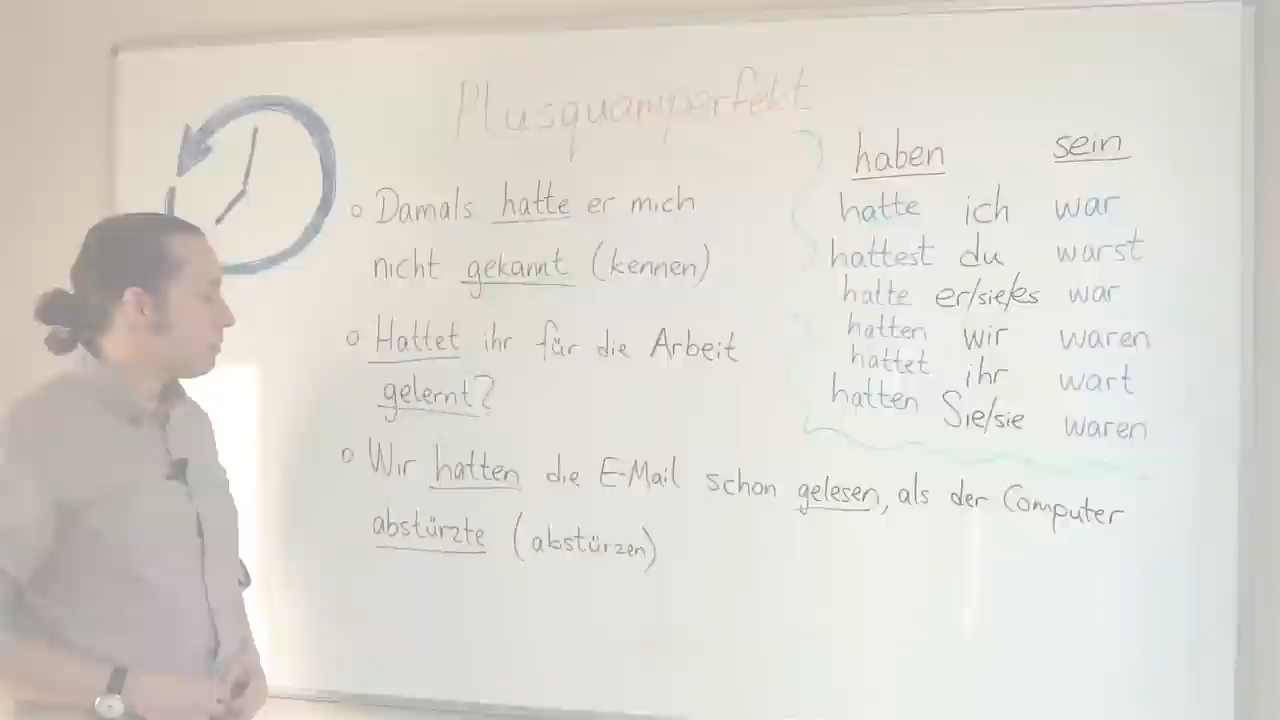 Plusquamperfekt
◦ Damals hatte er mich
nicht gekannt (kennen)
◦ Hattet ihr für die Arbeit
gelernt?
◦ Wir hatten die E-Mail schon gelesen, als der Computer
abstürzte (abstürzen)
haben sein
hatte ich war
hattest du warst
hatte er/sie/es war
hatten wir waren
hattet ihr wart
hatten Sie/sie waren